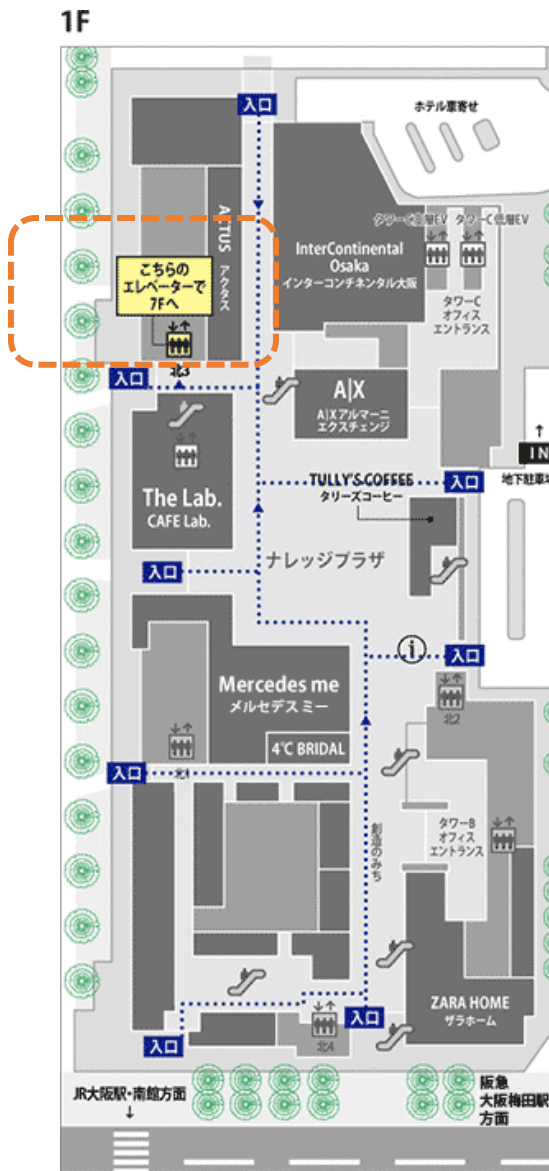 1F
入口
ホテル車寄せ
ACTUS アクタス
InterContinental
Osaka
インターコンチネンタル大阪
タワーC高層EV
タワーC低層EV
タワーC
オフィス
エントランス
こちらの
エレベーターで
7Fへ
北3
入口
A|X
A|Xアルマーニ
エクスチェンジ
The Lab.
CAFE Lab.
TULLY'S COFFEE
タリーズコーヒー
入口
IN
地下駐車場
入口
ナレッジプラザ
i
入口
Mercedes me
メルセデス ミー
4℃ BRIDAL
北2
北1
入口
創造のみち
タワーB
オフィス
エントランス
ZARA HOME
ザラホーム
入口
北4
入口
JR大阪駅・南館方面
阪急
大阪梅田駅
方面